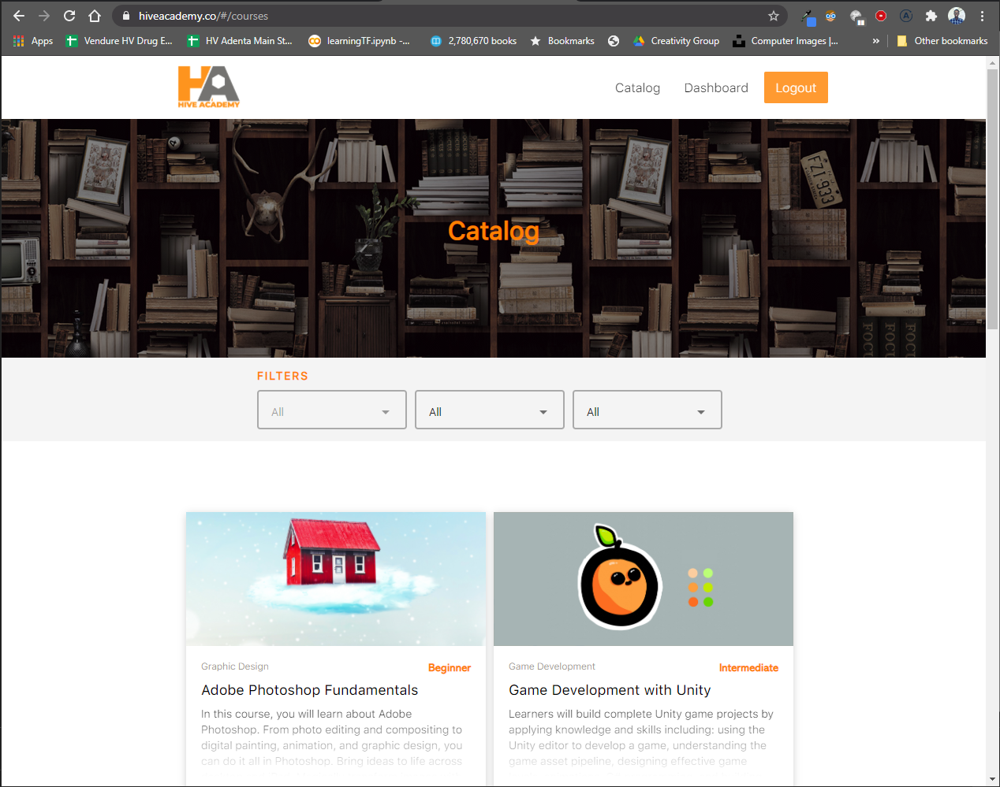 hiveacademy.co/#/courses
Apps
Vendure HV Drug E...
HV Adenta Main St...
learningTF.ipynb -...
2,780,670 books
Bookmarks
Creativity Group
Computer Images |...
»
Other bookmarks
HA
HIVE ACADEMY
Catalog
Dashboard
Logout
FZI 933
Catalog
FILTERS
All
All
All
Graphic Design
Beginner
Adobe Photoshop Fundamentals
In this course, you will learn about Adobe
Photoshop. From photo editing and compositing to
digital painting, animation, and graphic design, you
can do it all in Photoshop. Bring ideas to life across
Game Development
Intermediate
Game Development with Unity
Learners will build complete Unity game projects by
applying knowledge and skills including: using the
Unity editor to develop a game, understanding the
game asset pipeline, designing effective game